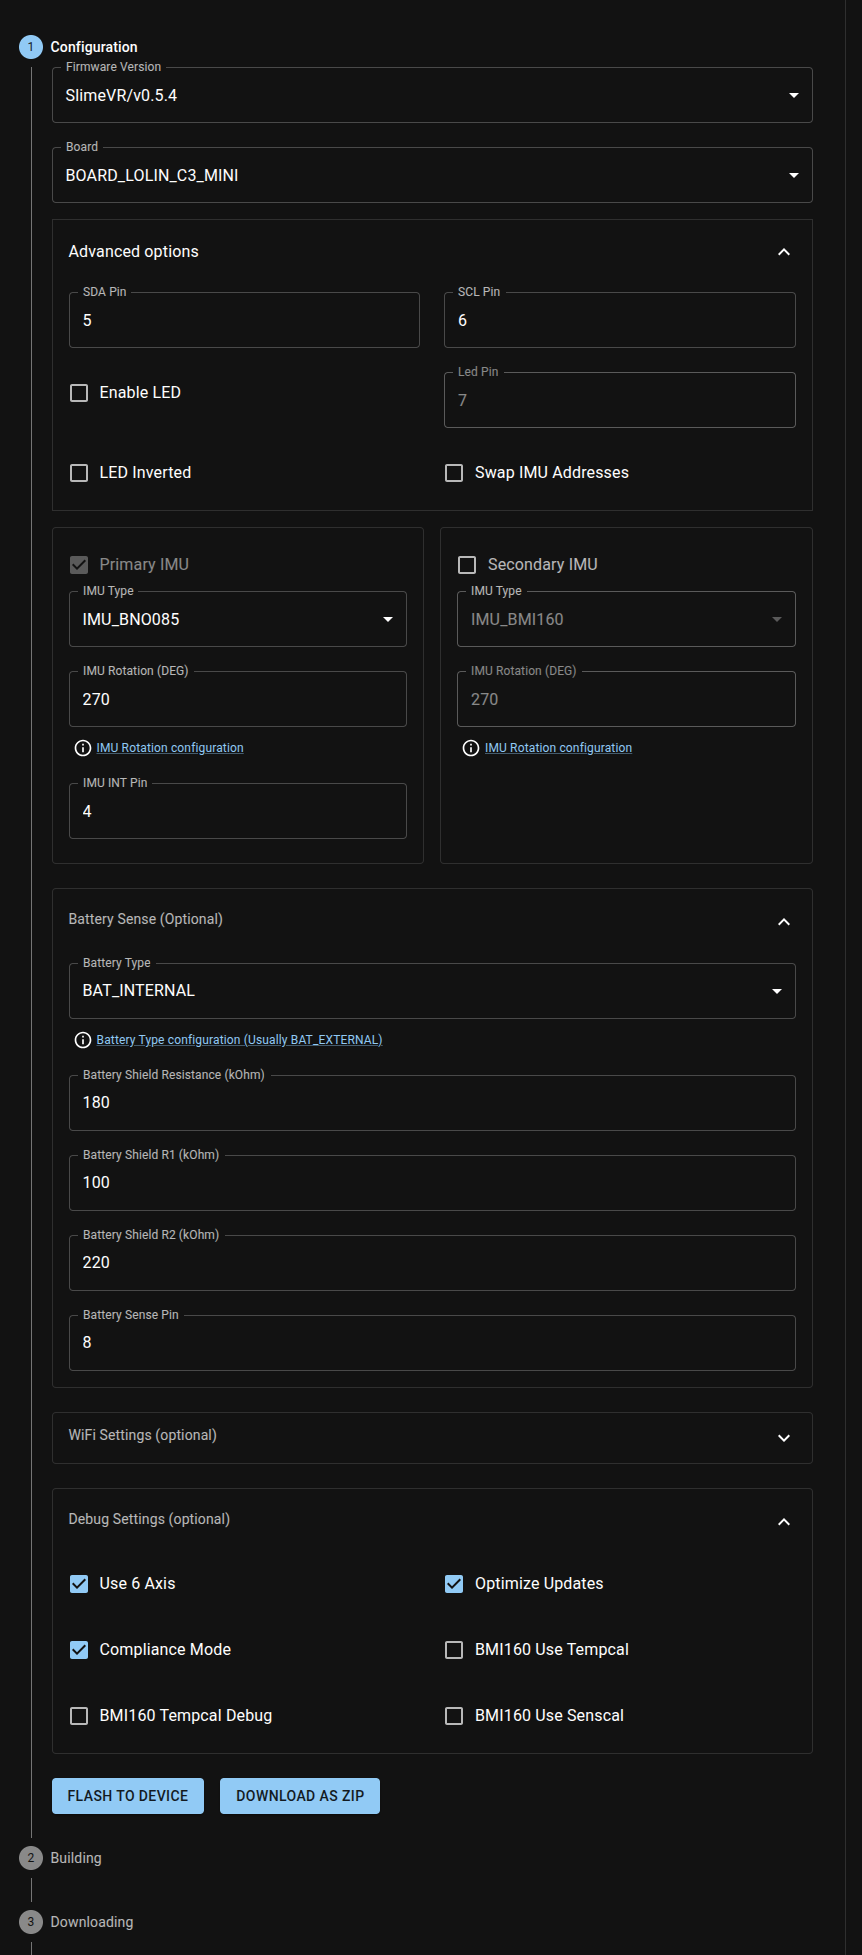 1 Configuration
Firmware Version
SlimeVR/v0.5.4
Board
BOARD_LOLIN_C3_MINI
Advanced options
SDA Pin
5
SCL Pin
6
Enable LED
Led Pin
7
LED Inverted
Swap IMU Addresses
Primary IMU
IMU Type
IMU_BNO085
IMU Rotation (DEG)
270
IMU Rotation configuration
IMU INT Pin
4
Secondary IMU
IMU Type
IMU_BMI160
IMU Rotation (DEG)
270
IMU Rotation configuration
Battery Sense (Optional)
Battery Type
BAT_INTERNAL
Battery Type configuration (Usually BAT_EXTERNAL)
Battery Shield Resistance (kOhm)
180
Battery Shield R1 (kOhm)
100
Battery Shield R2 (kOhm)
220
Battery Sense Pin
8
WiFi Settings (optional)
Debug Settings (optional)
Use 6 Axis
Optimize Updates
Compliance Mode
BMI160 Use Tempcal
BMI160 Tempcal Debug
BMI160 Use Senscal
FLASH TO DEVICE
DOWNLOAD AS ZIP
2 Building
3 Downloading